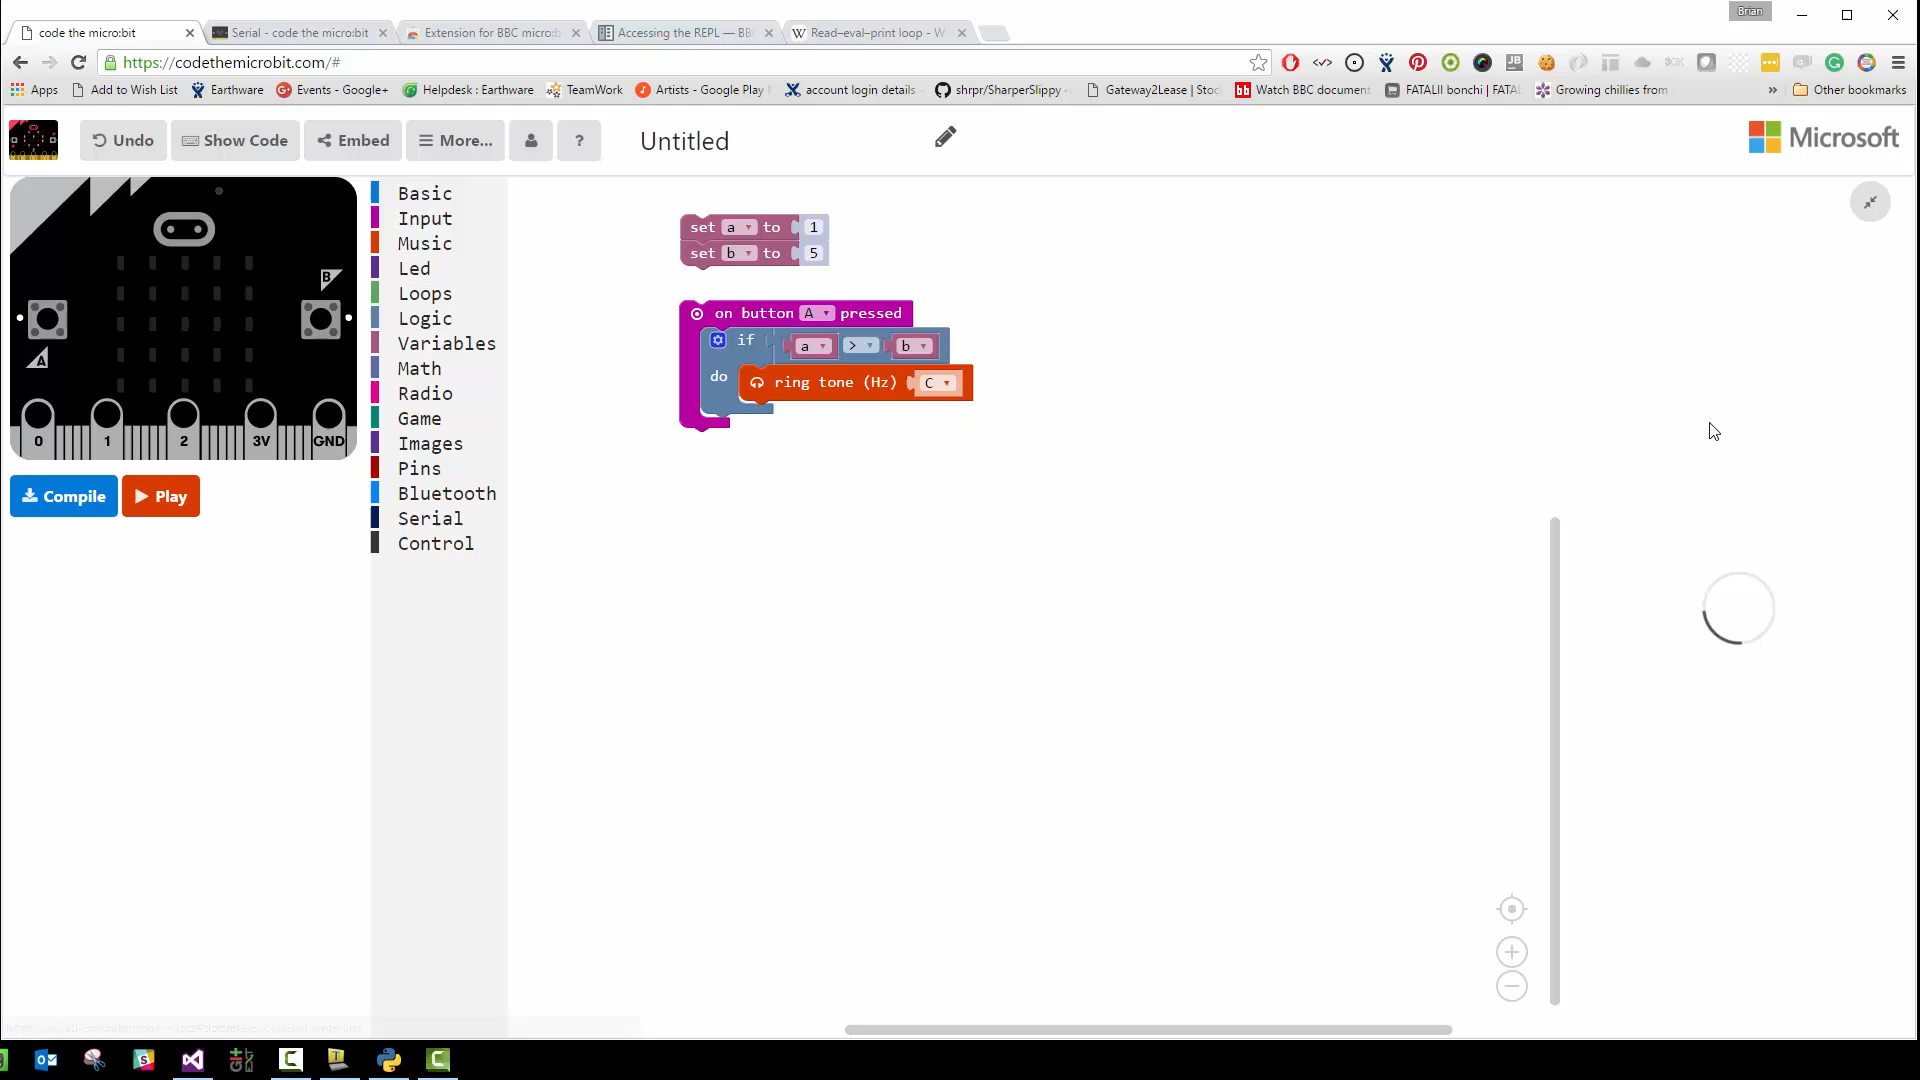 Brian
code the micro:bit
Serial - code the micro:bit
Extension for BBC micro:b
Accessing the REPL — BB
Read–eval–print loop - W
https://codethemicrobit.com/#
Apps
Add to Wish List
Earthware
Events - Google+
Helpdesk : Earthware
TeamWork
Artists - Google Play
account login details
shrpr/SharperSlippy
Gateway2Lease | Stoc
Watch BBC document
FATALII bonchi | FATAL
Growing chillies from
»
Other bookmarks
Undo
Show Code
Embed
More...
?
Untitled
Microsoft
Basic
Input
Music
Led
Loops
Logic
Variables
Math
Radio
Game
Images
Pins
Bluetooth
Serial
Control
B
A
0 1 2 3V GND
Compile
Play
set a to 1
set b to 5
on button A pressed
if a > b
do ring tone (Hz) C